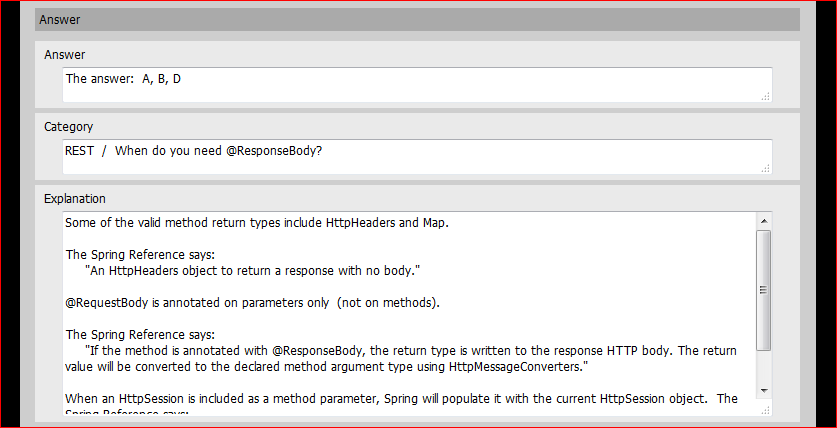 Answer
Answer
The answer:  A, B, D
Category
REST  /  When do you need @ResponseBody?
Explanation
Some of the valid method return types include HttpHeaders and Map.
The Spring Reference says:
"An HttpHeaders object to return a response with no body."
@RequestBody is annotated on parameters only  (not on methods).
The Spring Reference says:
"If the method is annotated with @ResponseBody, the return type is written to the response HTTP body. The return
value will be converted to the declared method argument type using HttpMessageConverters."
When an HttpSession is included as a method parameter, Spring will populate it with the current HttpSession object.  The
Spring Reference says: